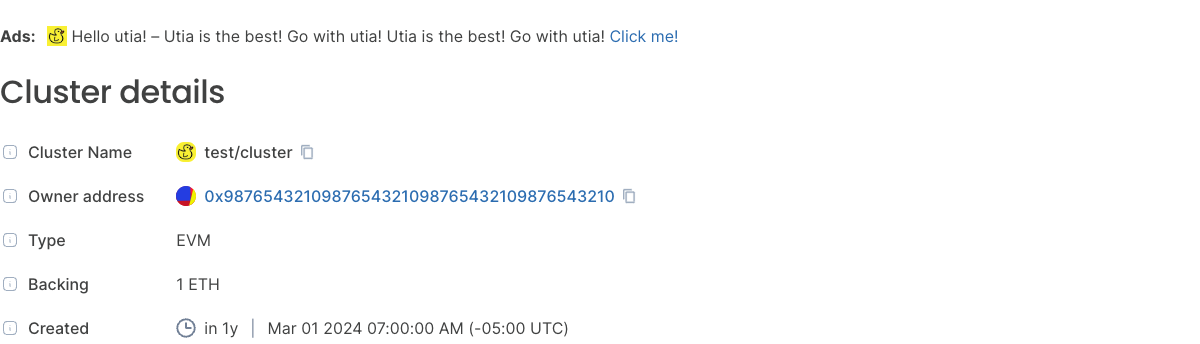 Ads: Hello utia! – Utia is the best! Go with utia! Utia is the best! Go with utia! Click me!
Cluster details
Cluster Name test/cluster
Owner address 0x9876543210987654321098765432109876543210
Type EVM
Backing 1 ETH
Created in 1y | Mar 01 2024 07:00:00 AM (-05:00 UTC)